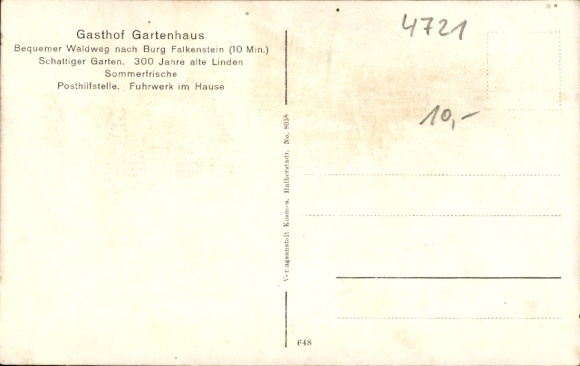 Gasthof Gartenhaus
Bequemer Waldweg nach Burg Falkenstein (10 Min.)
Schattiger Garten. 300 Jahre alte Linden
Sommerfrische
Posthilfstelle. Fuhrwerk im Hause
Verlagsanstalt Kosmos, Halberstadt. No. 8058
4721
10,-
648